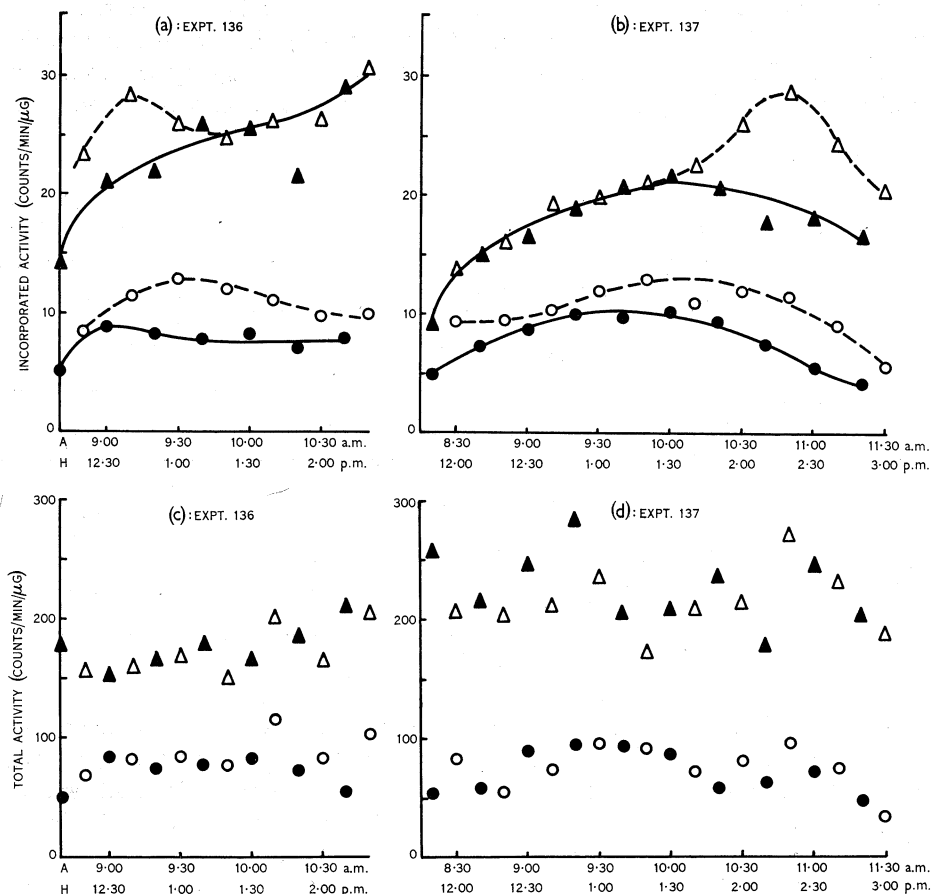 (a): EXPT. 136
(b): EXPT. 137
INCORPORATED ACTIVITY (COUNTS/MIN/μG)
30
20
10
0
30
20
10
0
A 9·00 9·30 10·00 10·30 a.m.
H 12·30 1·00 1·30 2·00 p.m.
8·30 9·00 9·30 10·00 10·30 11·00 11·30 a.m.
12·00 12·30 1·00 1·30 2·00 2·30 3·00 p.m.
(c): EXPT. 136
(d): EXPT. 137
TOTAL ACTIVITY (COUNTS/MIN/μG)
300
200
100
0
300
200
100
0
A 9·00 9·30 10·00 10·30 a.m.
H 12·30 1·00 1·30 2·00 p.m.
8·30 9·00 9·30 10·00 10·30 11·00 11·30 a.m.
12·00 12·30 1·00 1·30 2·00 2·30 3·00 p.m.